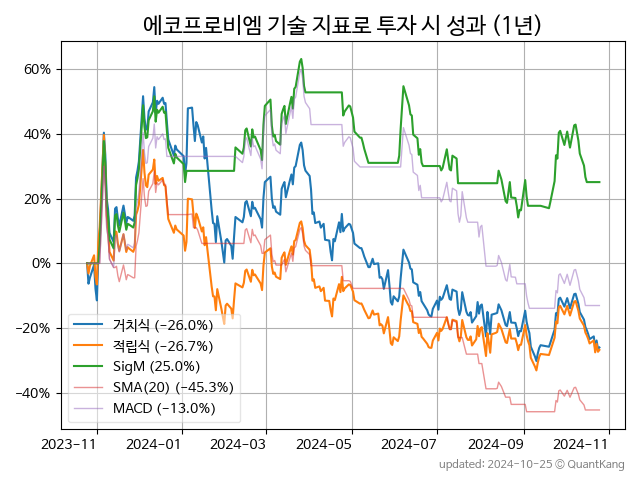 에코프로비엠 기술 지표로 투자 시 성과 (1년)
60%
40%
20%
0%
−20%
−40%
거치식 (−26.0%)
적립식 (−26.7%)
SigM (25.0%)
SMA(20) (−45.3%)
MACD (−13.0%)
2023−11
2024−01
2024−03
2024−05
2024−07
2024−09
2024−11
updated: 2024−10−25 ⓒ QuantKang